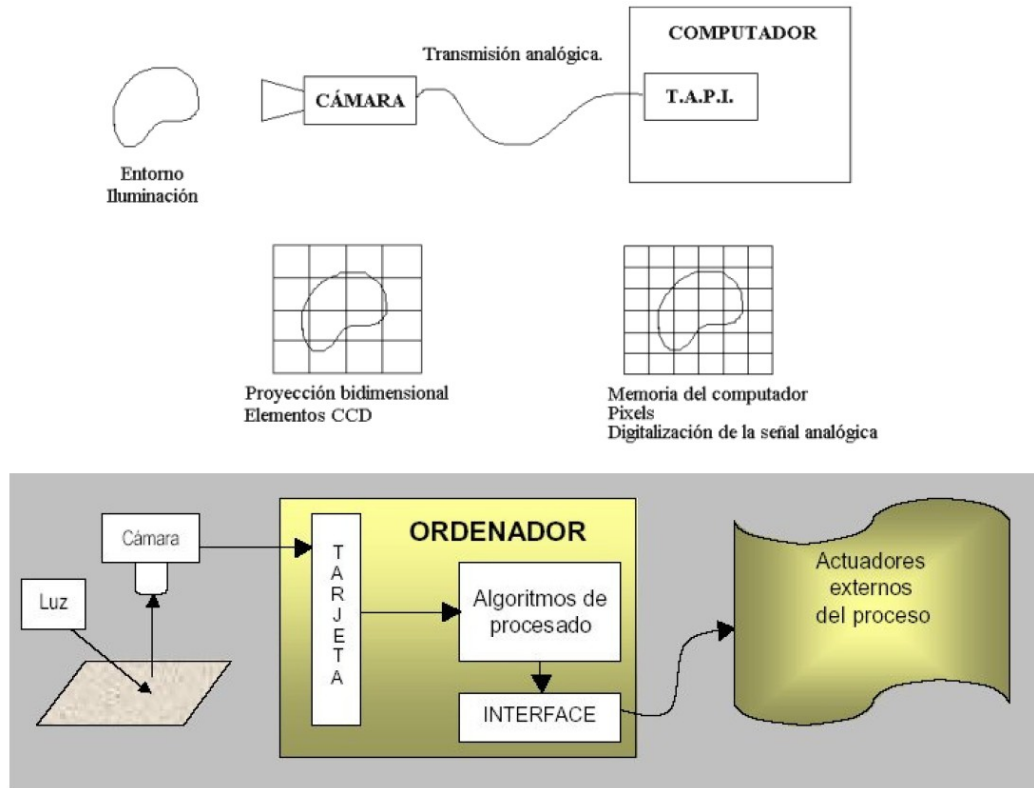 COMPUTADOR
Transmisión analógica.
CÁMARA
T.A.P.I.
Entorno
Iluminación
Proyección bidimensional
Elementos CCD
Memoria del computador
Pixels
Digitalización de la señal analógica
Cámara
Luz
TARJETA
ORDENADOR
Algoritmos de
procesado
INTERFACE
Actuadores
externos
del proceso